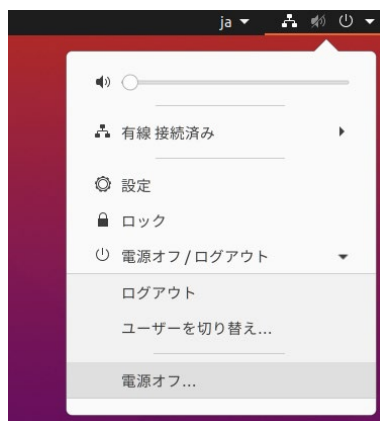 ja
有線 接続済み
設定
ロック
電源オフ / ログアウト
ログアウト
ユーザーを切り替え...
電源オフ...